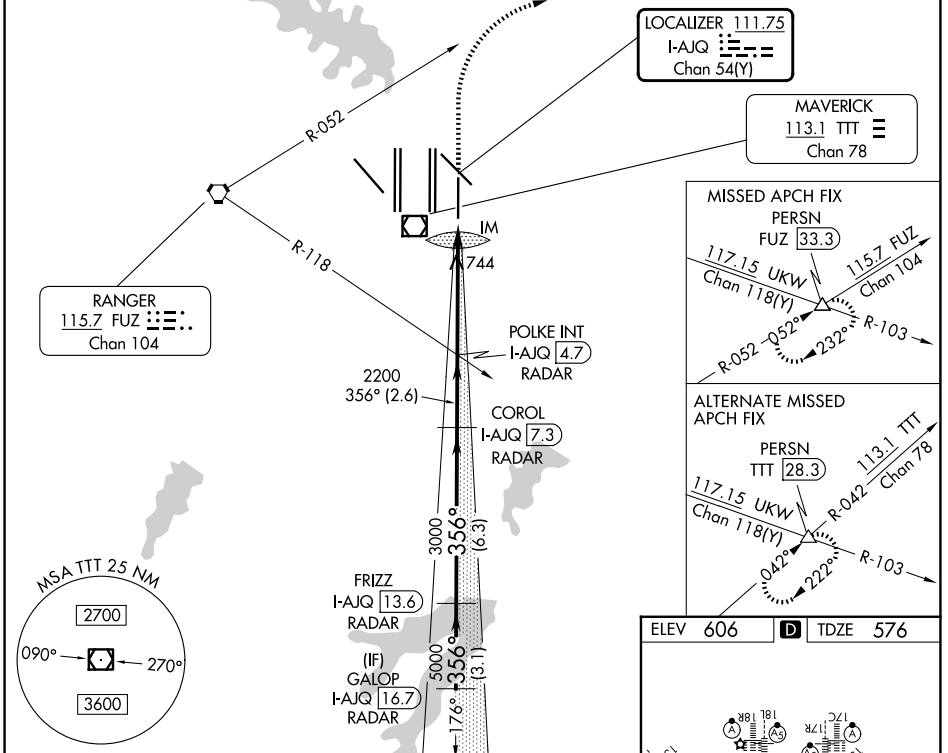 LOCALIZER 111.75
I-AJQ
Chan 54(Y)
MAVERICK
113.1 TTT
Chan 78
R-052
IM
744
R-118
RANGER
115.7 FUZ
Chan 104
POLKE INT
I-AJQ 4.7
RADAR
2200
356° (2.6)
COROL
I-AJQ 7.3
RADAR
3000
356°
(6.3)
FRIZZ
I-AJQ 13.6
RADAR
5000
356°
(3.1)
(IF)
GALOP
I-AJQ 16.7
RADAR
176°
MSA TTT 25 NM
2700
090°
270°
3600
MISSED APCH FIX
PERSN
FUZ 33.3
117.15 UKW
Chan 118(Y)
115.7 FUZ
Chan 104
R-103
R-052
052°
232°
ALTERNATE MISSED
APCH FIX
PERSN
TTT 28.3
117.15 UKW
Chan 118(Y)
113.1 TTT
Chan 78
R-042
R-103
042°
222°
ELEV 606 D TDZE 576
18R
18L
17R
17C
A
A5
A